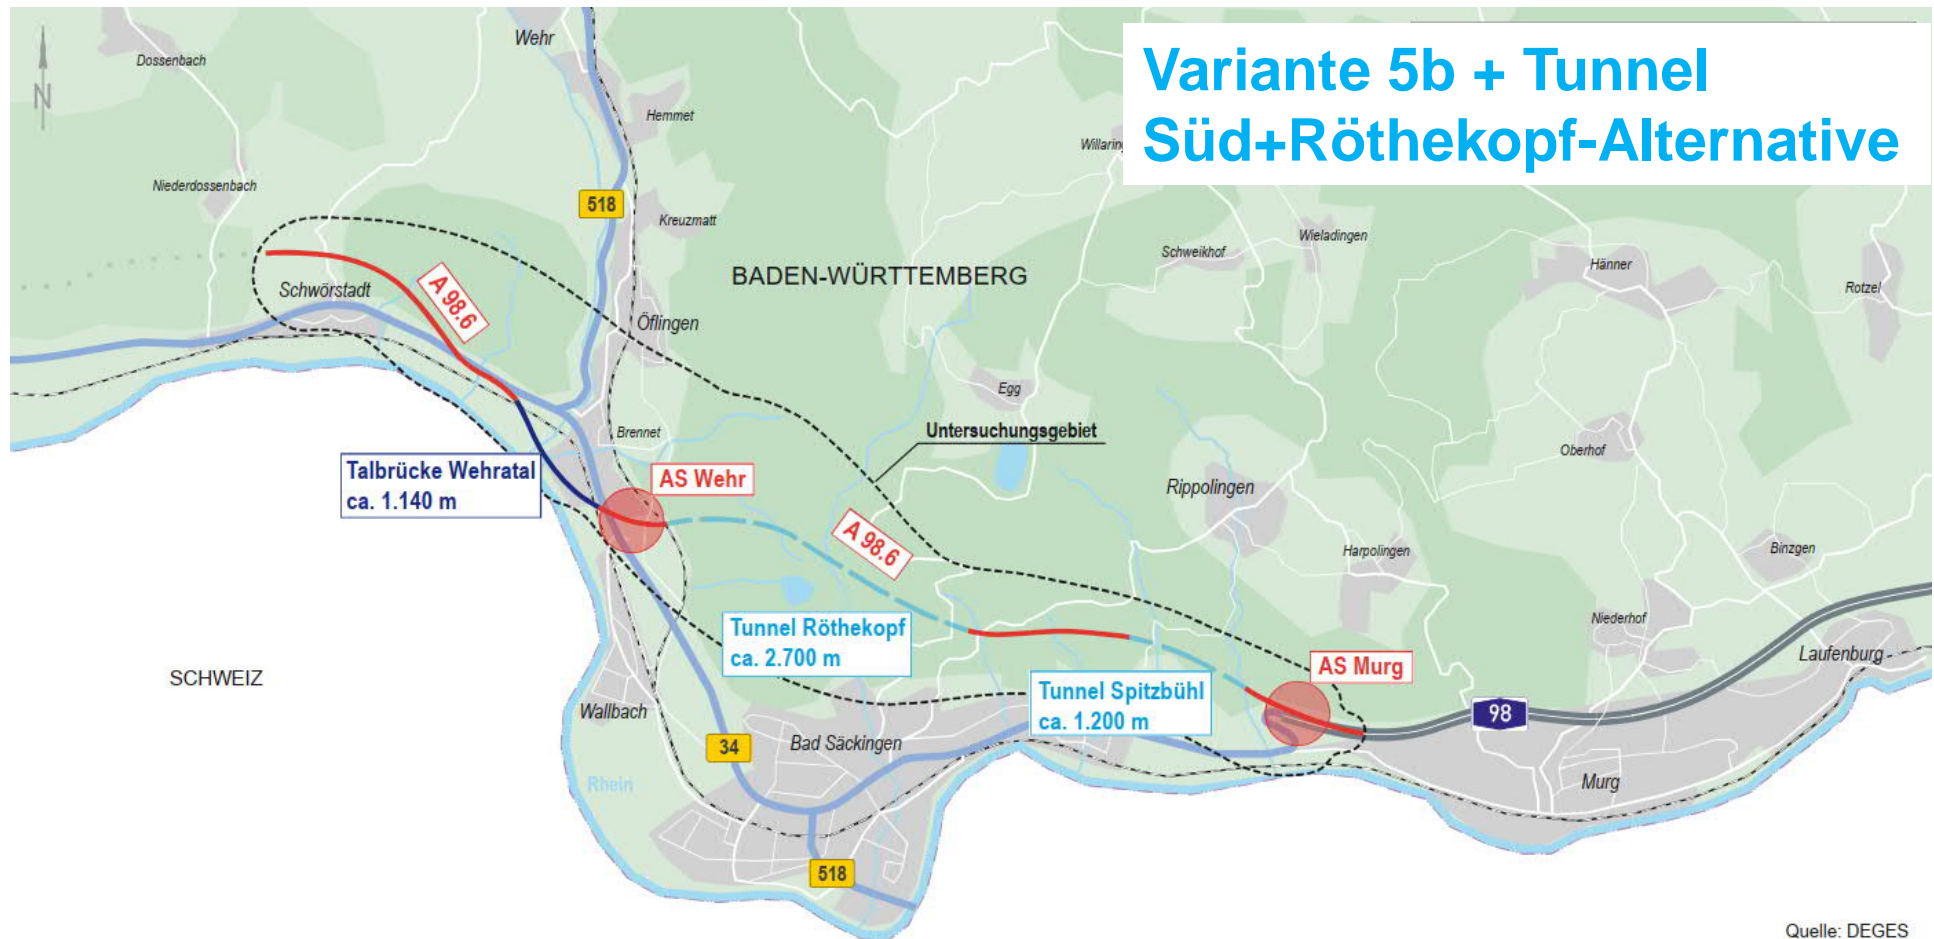 Variante 5b + Tunnel
Süd+Röthekopf-Alternative
N
Dossenbach
Wehr
Hemmet
Niederdossenbach
518
Kreuzmatt
Schweikhof
Wieladingen
Hänner
Rotzel
BADEN-WÜRTTEMBERG
Schwörstadt
A 98.6
Öflingen
Egg
Brennet
Untersuchungsgebiet
Oberhof
Talbrücke Wehratal
ca. 1.140 m
AS Wehr
Rippolingen
A 98.6
Harpolingen
Binzgen
Tunnel Röthekopf
ca. 2.700 m
Niederhof
Laufenburg
SCHWEIZ
AS Murg
Tunnel Spitzbühl
ca. 1.200 m
98
Wallbach
34
Bad Säckingen
Rhein
Murg
518
Quelle: DEGES